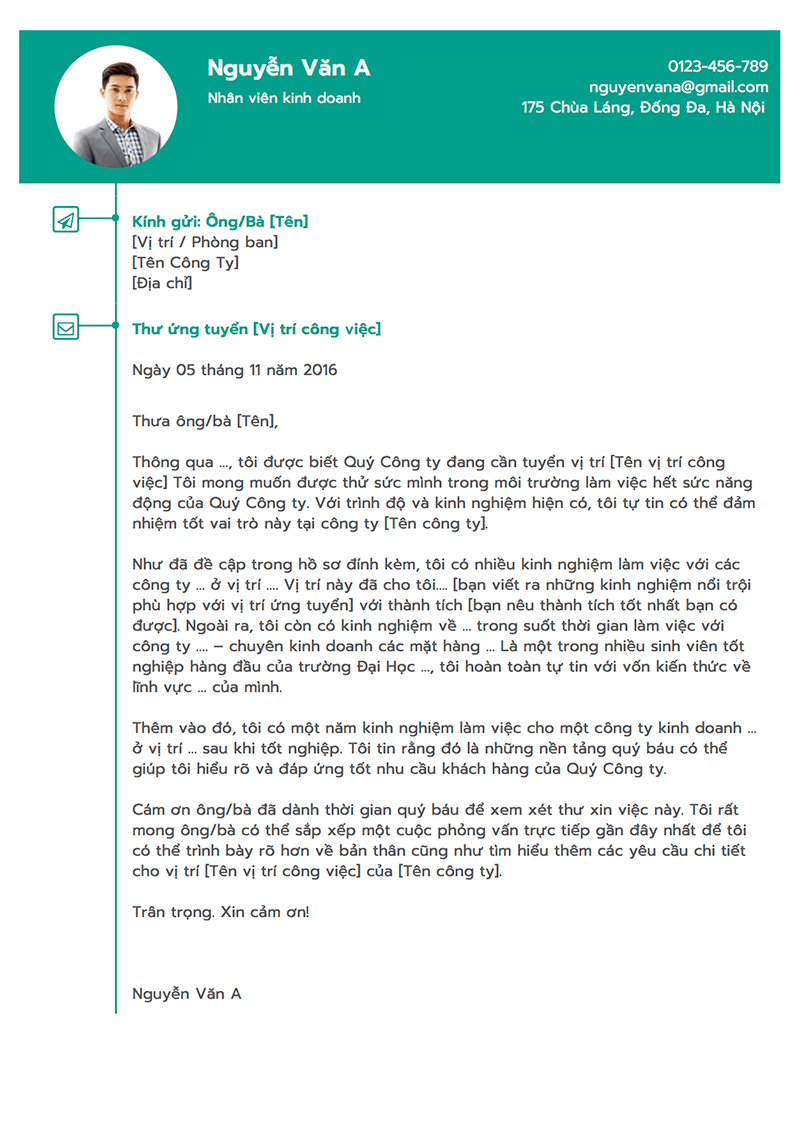 Nguyễn Văn A
Nhân viên kinh doanh
0123-456-789
nguyenvana@gmail.com
175 Chùa Láng, Đống Đa, Hà Nội
Kính gửi: Ông/Bà [Tên]
[Vị trí / Phòng ban]
[Tên Công Ty]
[Địa chỉ]
Thư ứng tuyển [Vị trí công việc]
Ngày 05 tháng 11 năm 2016
Thưa ông/bà [Tên],
Thông qua ..., tôi được biết Quý Công ty đang cần tuyển vị trí [Tên vị trí công
việc] Tôi mong muốn được thử sức mình trong môi trường làm việc hết sức năng
động của Quý Công ty. Với trình độ và kinh nghiệm hiện có, tôi tự tin có thể đảm
nhiệm tốt vai trò này tại công ty [Tên công ty].
Như đã đề cập trong hồ sơ đính kèm, tôi có nhiều kinh nghiệm làm việc với các
công ty ... ở vị trí .... Vị trí này đã cho tôi.... [bạn viết ra những kinh nghiệm nổi trội
phù hợp với vị trí ứng tuyển] với thành tích [bạn nêu thành tích tốt nhất bạn có
được]. Ngoài ra, tôi còn có kinh nghiệm về ... trong suốt thời gian làm việc với
công ty .... – chuyên kinh doanh các mặt hàng ... Là một trong nhiều sinh viên tốt
nghiệp hàng đầu của trường Đại Học ..., tôi hoàn toàn tự tin với vốn kiến thức về
lĩnh vực ... của mình.
Thêm vào đó, tôi có một năm kinh nghiệm làm việc cho một công ty kinh doanh ...
ở vị trí ... sau khi tốt nghiệp. Tôi tin rằng đó là những nền tảng quý báu có thể
giúp tôi hiểu rõ và đáp ứng tốt nhu cầu khách hàng của Quý Công ty.
Cám ơn ông/bà đã dành thời gian quý báu để xem xét thư xin việc này. Tôi rất
mong ông/bà có thể sắp xếp một cuộc phỏng vấn trực tiếp gần đây nhất để tôi
có thể trình bày rõ hơn về bản thân cũng như tìm hiểu thêm các yêu cầu chi tiết
cho vị trí [Tên vị trí công việc] của [Tên công ty].
Trân trọng. Xin cảm ơn!
Nguyễn Văn A